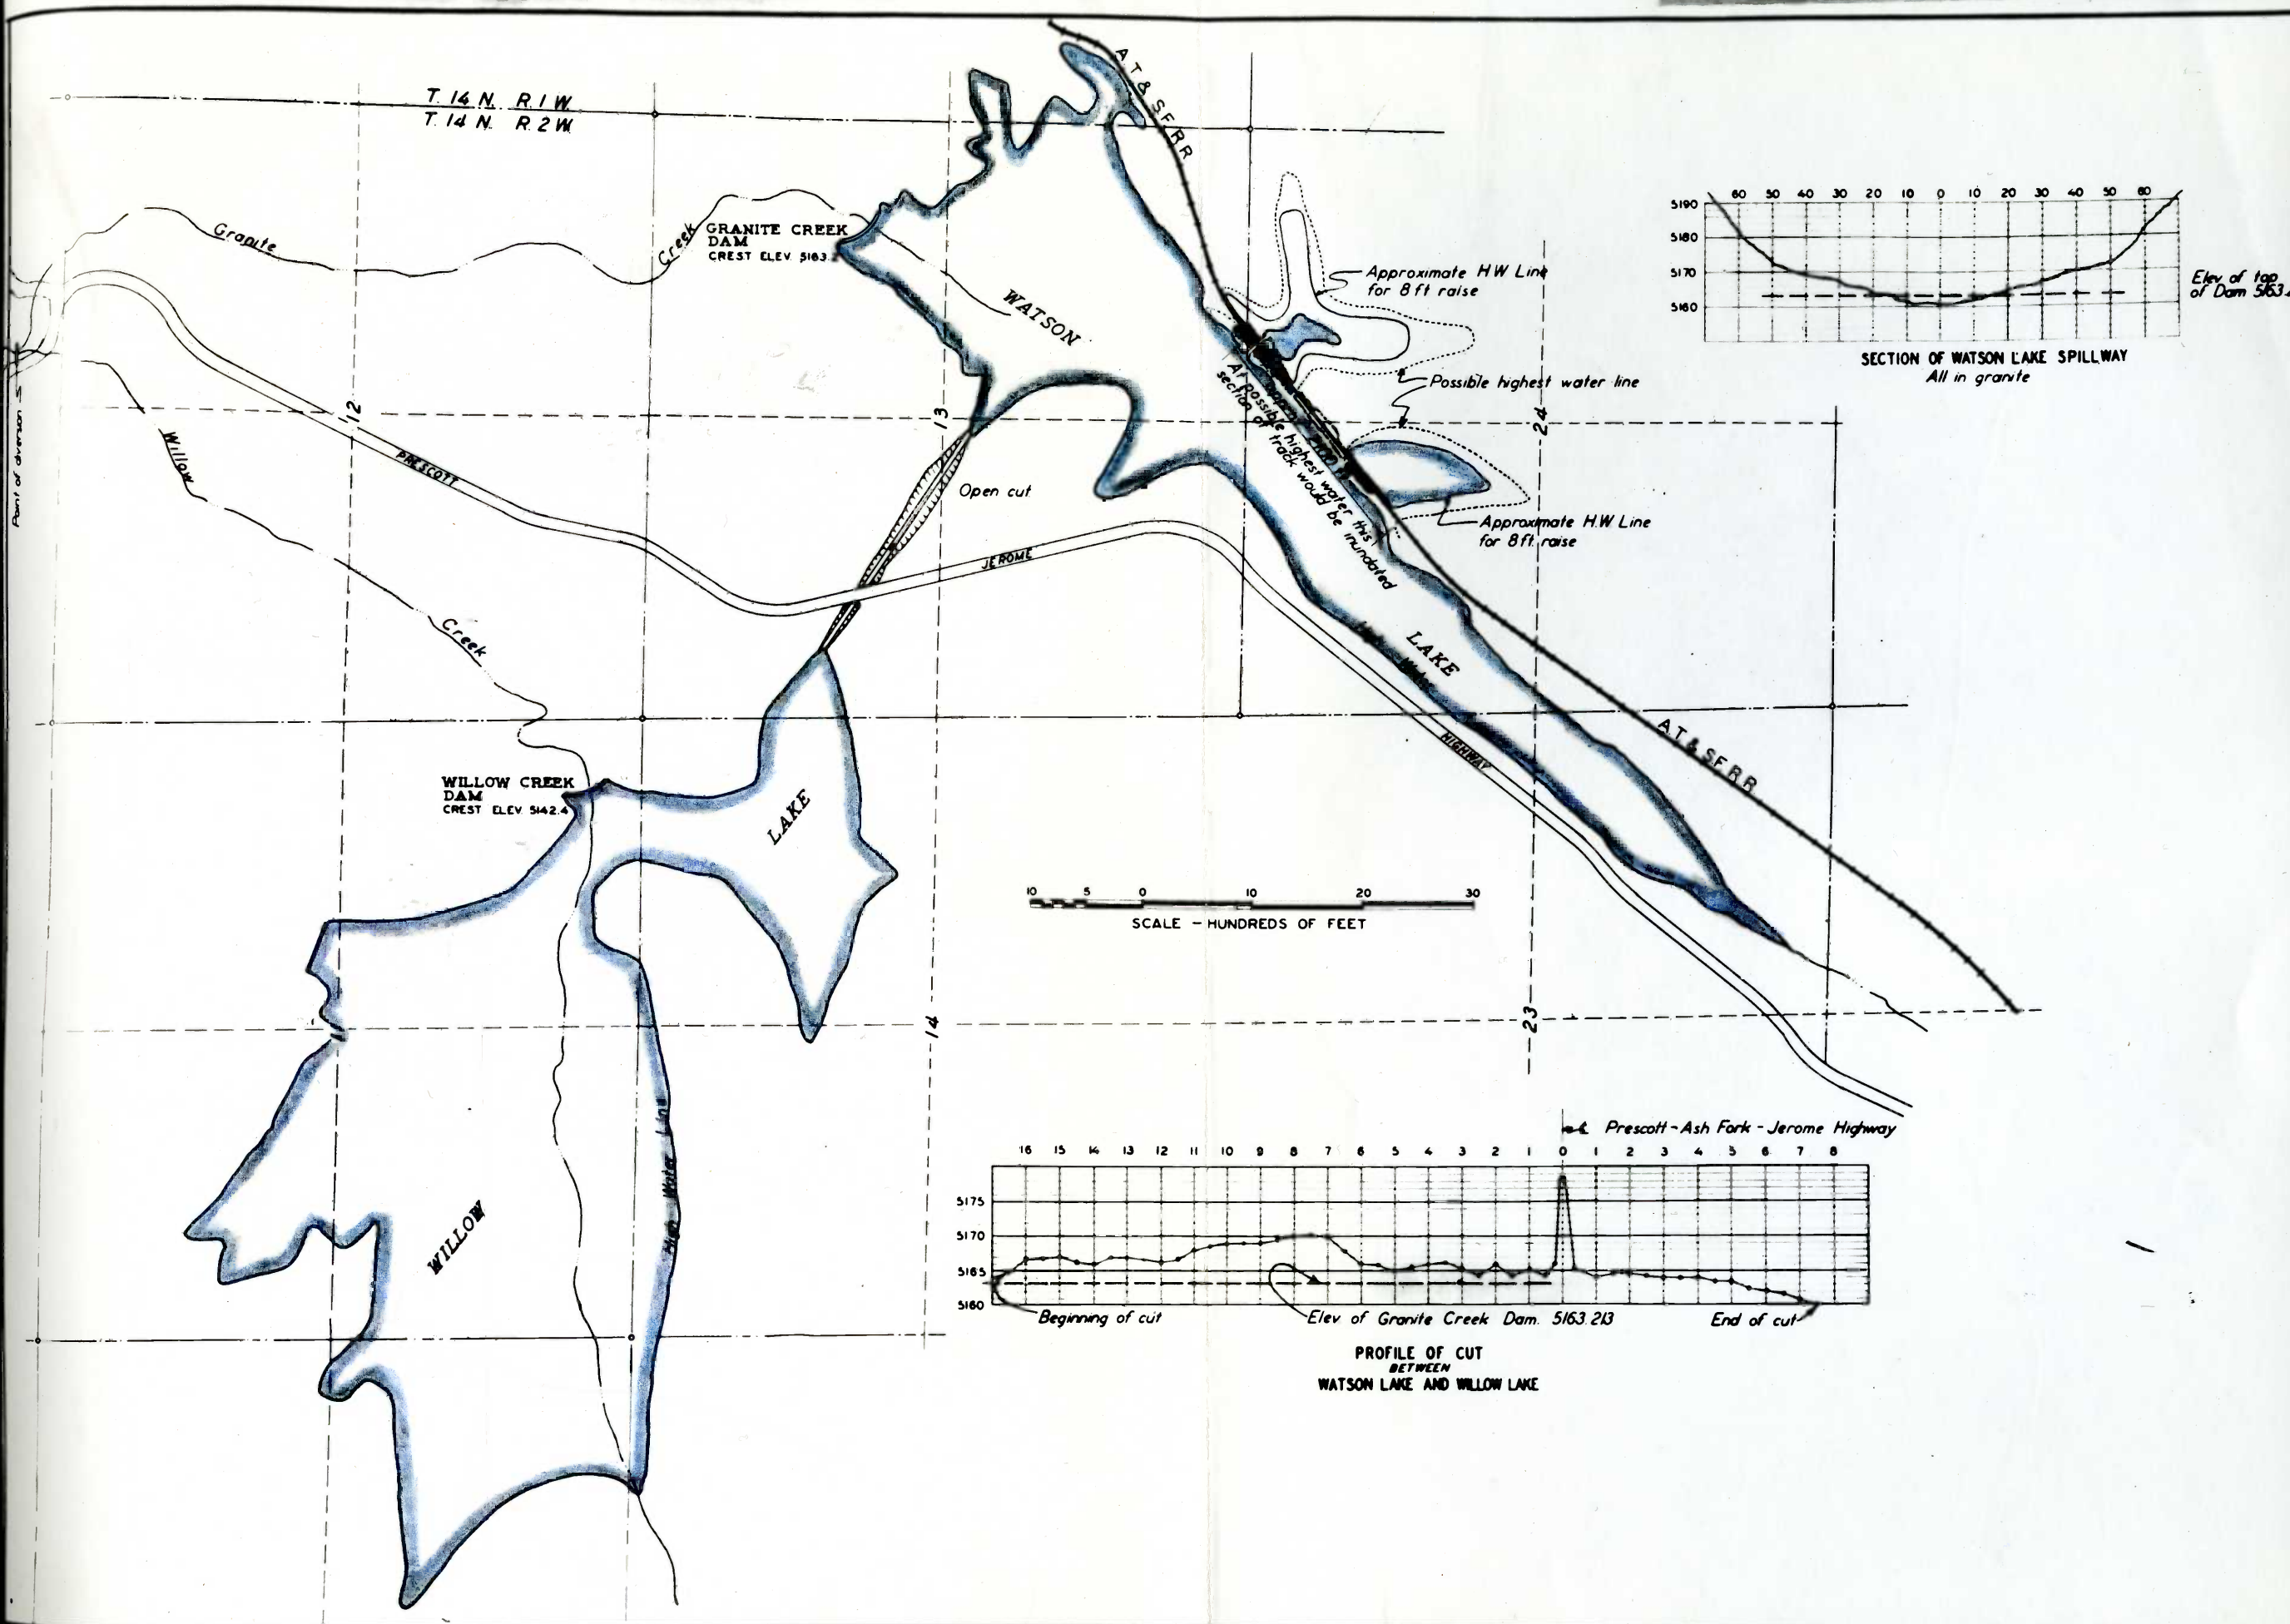 T. 14 N. R. 1 W.
T. 14 N. R. 2 W.
A T & S F R R
Granite
Creek
GRANITE CREEK
DAM
CREST ELEV. 5163.2
WATSON
Approximate H W Line
for 8 ft raise
Possible highest water line
60 50 40 30 20 10 0 10 20 30 40 50 60
5190
5180
5170
5160
Elev of top
of Dam 5163.2
SECTION OF WATSON LAKE SPILLWAY
All in granite
Point of diversion
12
13
24
Willow
PRESCOTT
Open cut
JEROME
At possible highest water this
section of track would be inundated
Approximate H.W. Line
for 8 ft. raise
Creek
LAKE
High Water
HIGHWAY
A T & S F R R
WILLOW CREEK
DAM
CREST ELEV. 5142.4
LAKE
10 5 0 10 20 30
SCALE - HUNDREDS OF FEET
11
14
23
High Water Line
WILLOW
Prescott - Ash Fork - Jerome Highway
16 15 14 13 12 11 10 9 8 7 6 5 4 3 2 1 0 1 2 3 4 5 6 7 8
5175
5170
5165
5160
Beginning of cut
Elev of Granite Creek Dam. 5163.213
End of cut
PROFILE OF CUT
BETWEEN
WATSON LAKE AND WILLOW LAKE